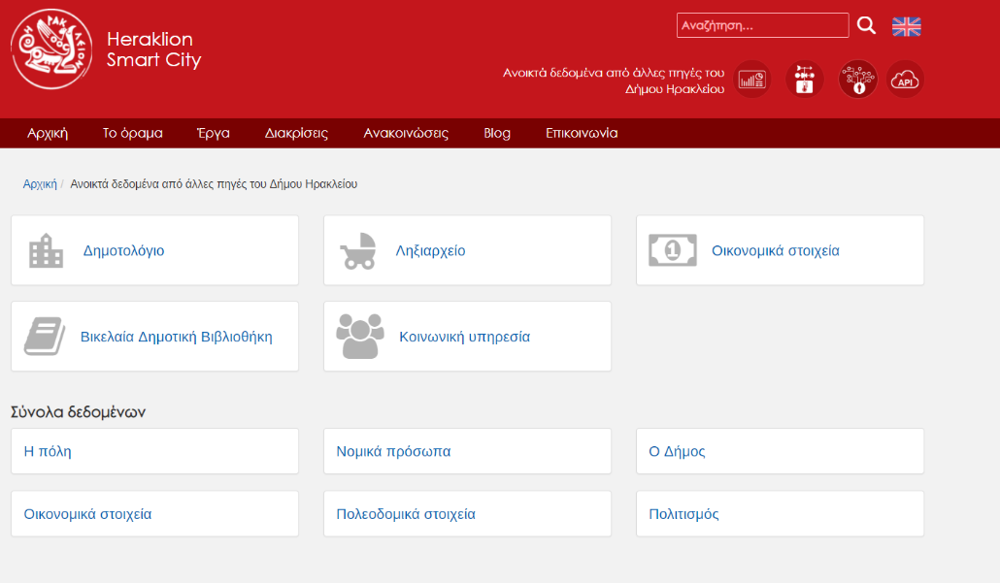 ΗΡΑΚΛΕΙΟΝ
Heraklion
Smart City
Αναζήτηση...
Ανοικτά δεδομένα από άλλες πηγές του
Δήμου Ηρακλείου
API
Αρχική
Το όραμα
Έργα
Διακρίσεις
Ανακοινώσεις
Blog
Επικοινωνία
Αρχική / Ανοικτά δεδομένα από άλλες πηγές του Δήμου Ηρακλείου
Δημοτολόγιο
Ληξιαρχείο
1
Οικονομικά στοιχεία
Βικελαία Δημοτική Βιβλιοθήκη
Κοινωνική υπηρεσία
Σύνολα δεδομένων
Η πόλη
Νομικά πρόσωπα
Ο Δήμος
Οικονομικά στοιχεία
Πολεοδομικά στοιχεία
Πολιτισμός